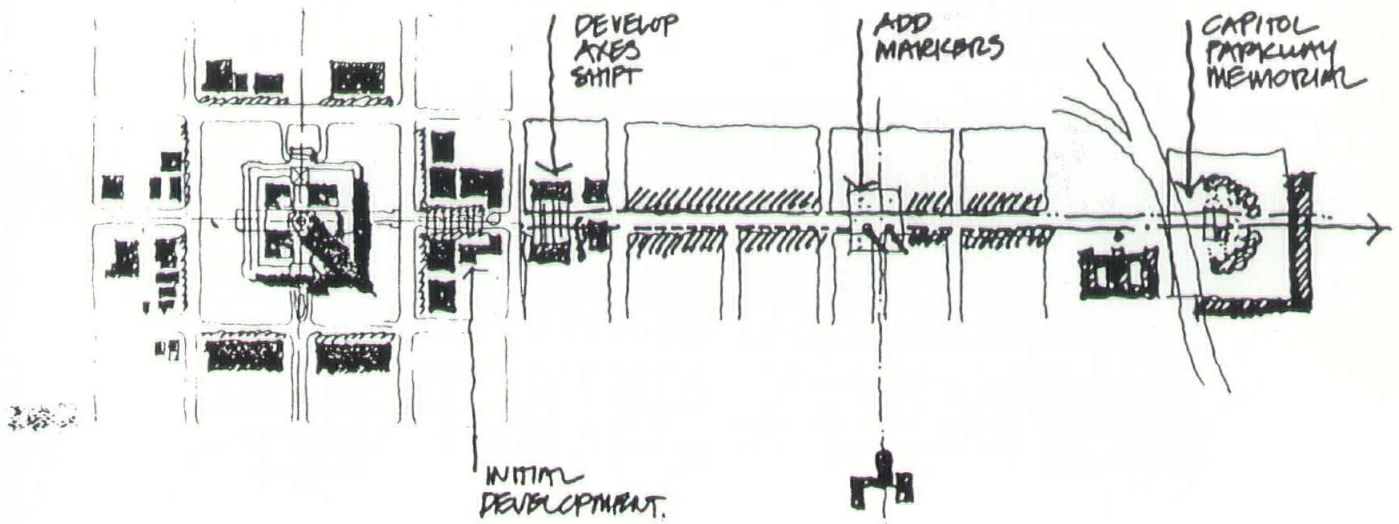 DEVELOP
AXES
SHIFT
ADD
MARKERS
CAPITOL
PARKWAY
MEMORIAL
INITIAL
DEVELOPMENT.